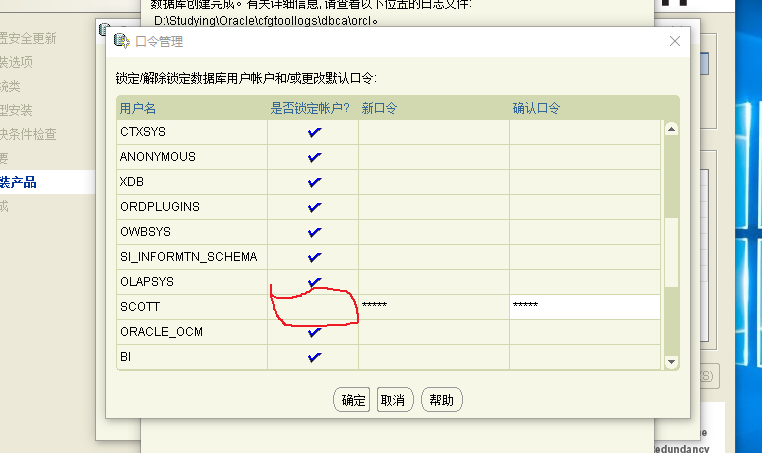 数据库创建完成。有关详细信息, 请查看以下位置的日志文件:
D:\Studying\Oracle\cfgtoollogs\dbca\orcl。
置安全更新
装选项
统类
型安装
决条件检查
要
装产品
成
口令管理
锁定/解除锁定数据库用户帐户和/或更改默认口令:
用户名 是否锁定帐户? 新口令 确认口令
CTXSYS
ANONYMOUS
XDB
ORDPLUGINS
OWBSYS
SI_INFORMTN_SCHEMA
OLAPSYS
SCOTT ***** *****
ORACLE_OCM
BI
确定 取消 帮助
(S)
edundancy